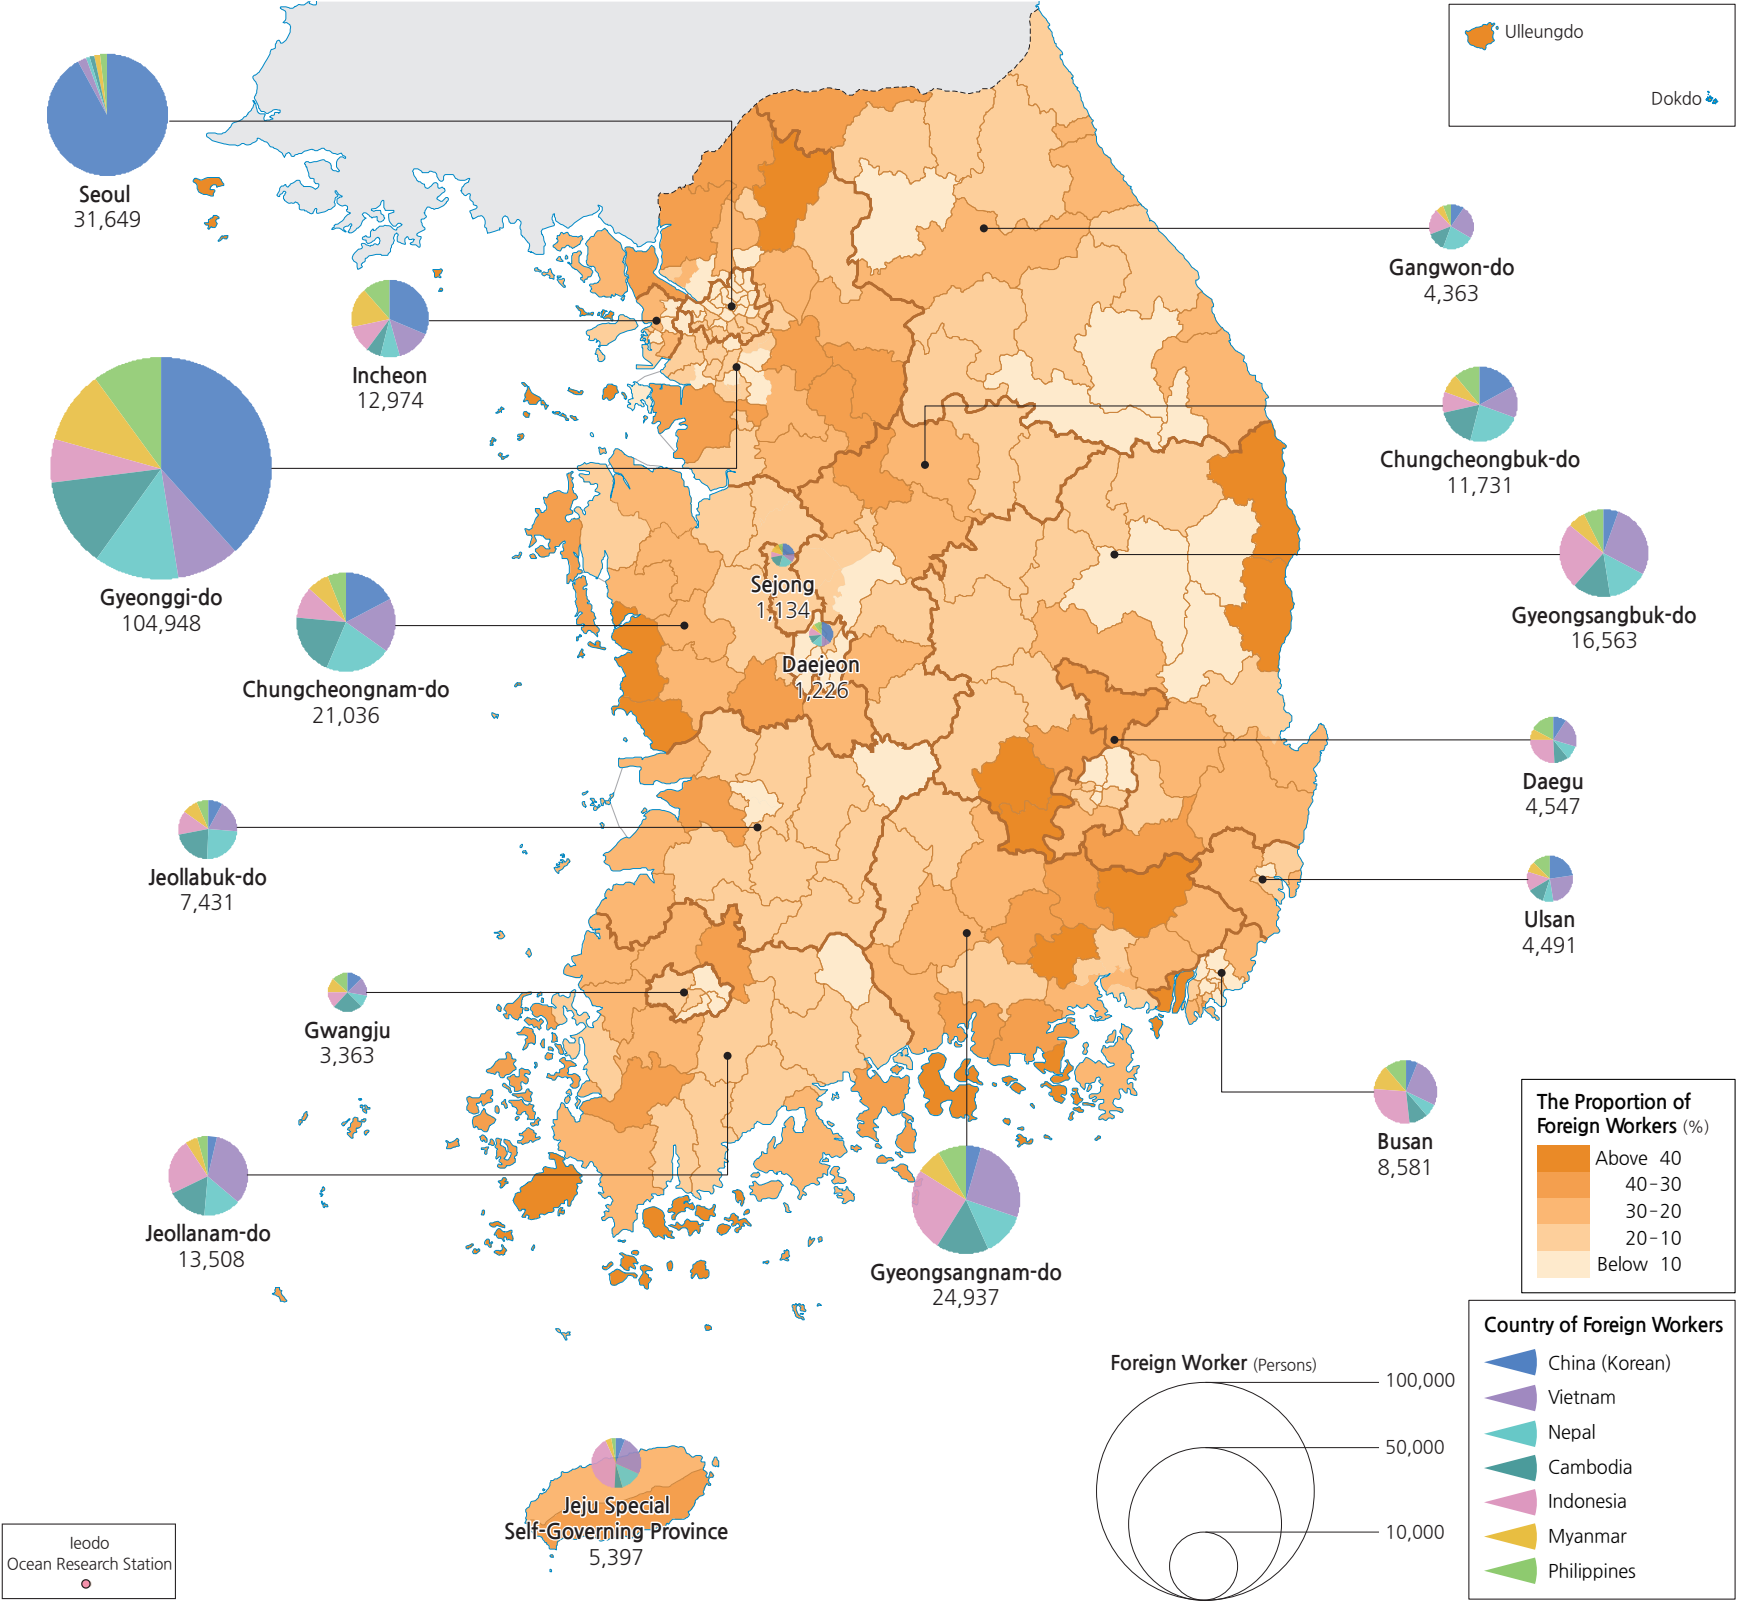 Ulleungdo
Dokdo
Seoul
31,649
Gangwon-do
4,363
Incheon
12,974
Chungcheongbuk-do
11,731
Gyeonggi-do
104,948
Sejong
1,134
Gyeongsangbuk-do
16,563
Chungcheongnam-do
21,036
Daejeon
1,226
Daegu
4,547
Jeollabuk-do
7,431
Ulsan
4,491
Gwangju
3,363
Busan
8,581
Jeollanam-do
13,508
Gyeongsangnam-do
24,937
The Proportion of
Foreign Workers (%)
Above 40
40–30
30–20
20–10
Below 10
Country of Foreign Workers
China (Korean)
Vietnam
Nepal
Cambodia
Indonesia
Myanmar
Philippines
Foreign Worker (Persons)
100,000
50,000
10,000
Jeju Special
Self-Governing Province
5,397
Ieodo
Ocean Research Station